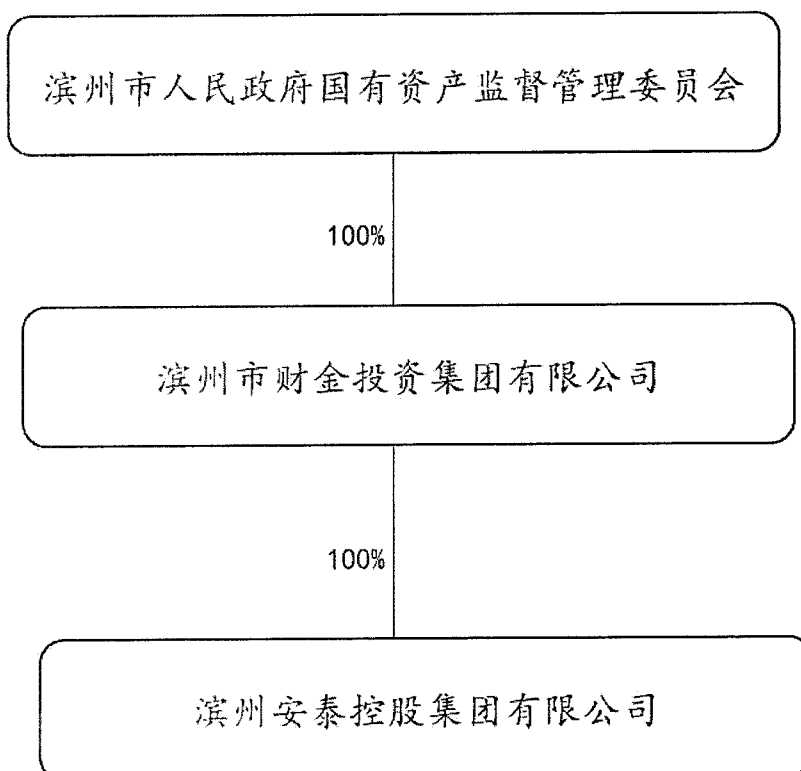 滨州市人民政府国有资产监督管理委员会
100%
滨州市财金投资集团有限公司
100%
滨州安泰控股集团有限公司